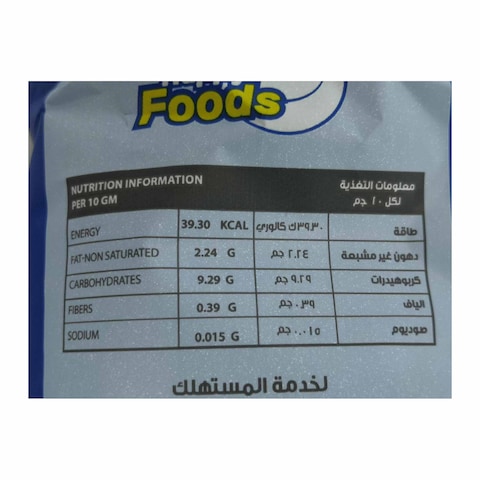 Foods
NUTRITION INFORMATION
PER 10 GM
معلومات التغذية
لكل ١٠ جم
ENERGY 39.30 KCAL ٣٩.٣٠ ك كالوري طاقة
FAT-NON SATURATED 2.24 G ٢.٢٤ جم دهون غير مشبعة
CARBOHYDRATES 9.29 G ٩.٢٩ جم كربوهيدرات
FIBERS 0.39 G ٠.٣٩ جم الياف
SODIUM 0.015 G ٠.٠١٥ جم صوديوم
لخدمة المستهلك